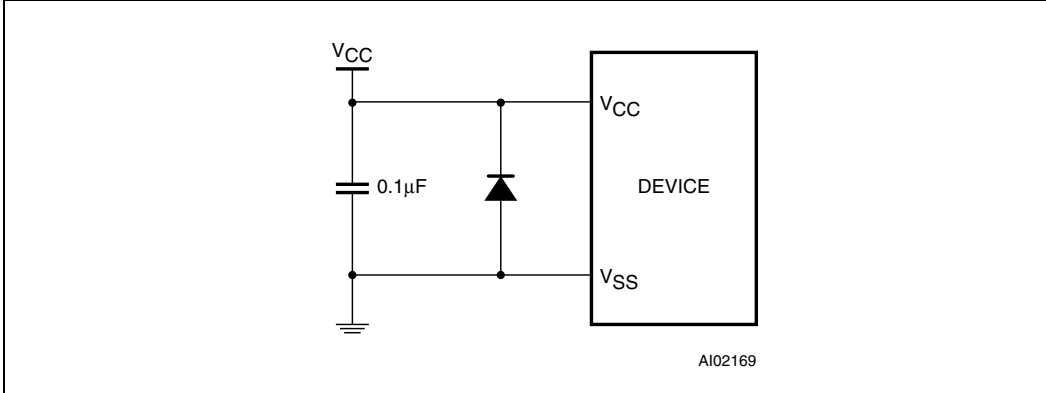 VCC
VCC
0.1μF
DEVICE
VSS
AI02169